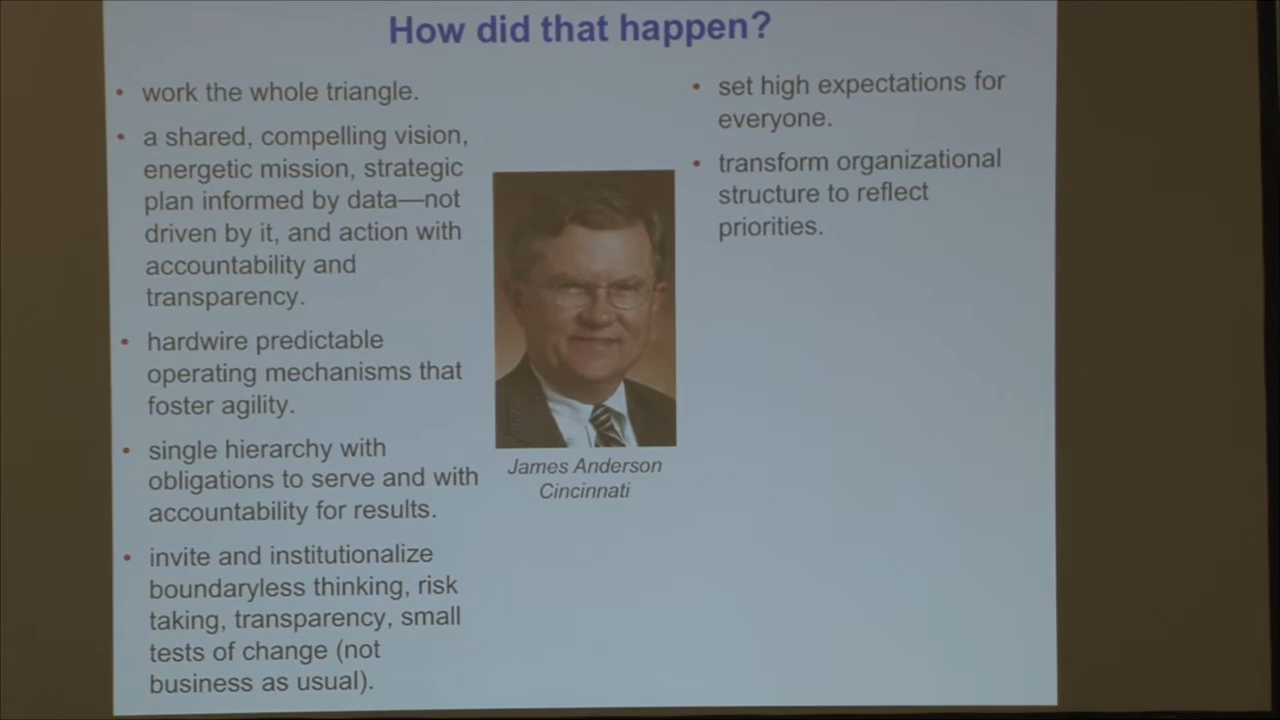 How did that happen?
• work the whole triangle.
• a shared, compelling vision,
energetic mission, strategic
plan informed by data—not
driven by it, and action with
accountability and
transparency.
• hardwire predictable
operating mechanisms that
foster agility.
• single hierarchy with
obligations to serve and with
accountability for results.
• invite and institutionalize
boundaryless thinking, risk
taking, transparency, small
tests of change (not
business as usual).
James Anderson
Cincinnati
• set high expectations for
everyone.
• transform organizational
structure to reflect
priorities.